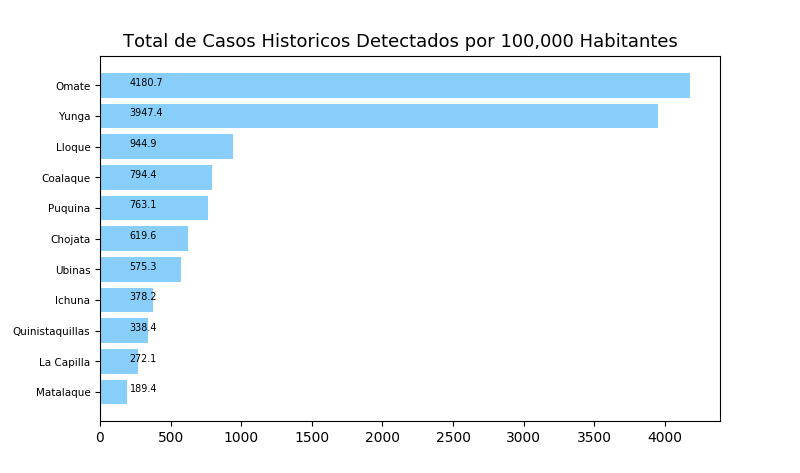 Total de Casos Historicos Detectados por 100,000 Habitantes
Omate 4180.7
Yunga 3947.4
Lloque 944.9
Coalaque 794.4
Puquina 763.1
Chojata 619.6
Ubinas 575.3
Ichuna 378.2
Quinistaquillas 338.4
La Capilla 272.1
Matalaque 189.4
0 500 1000 1500 2000 2500 3000 3500 4000